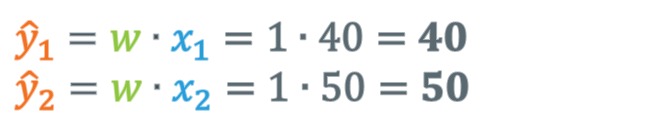 ŷ₁ = w · x₁ = 1 · 40 = 40
ŷ₂ = w · x₂ = 1 · 50 = 50